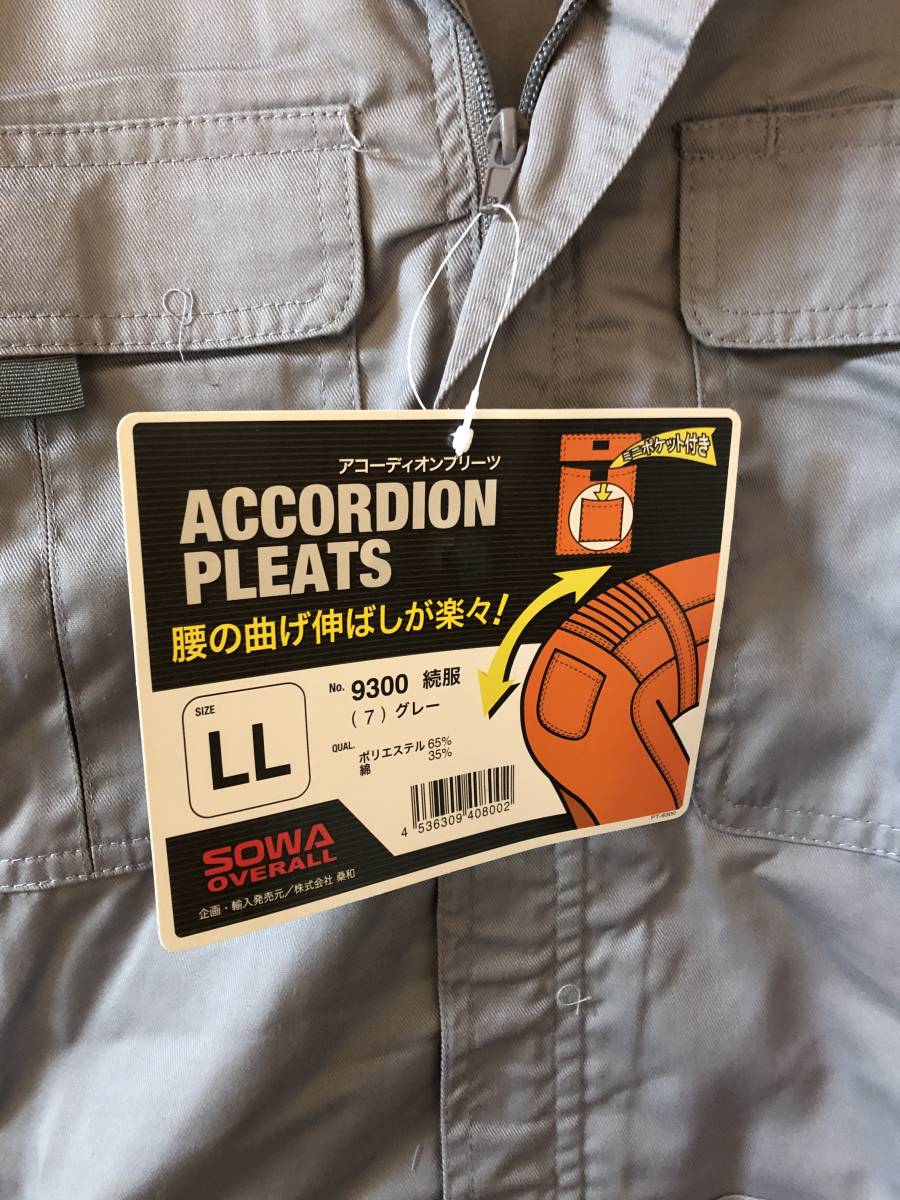 アコーディオンプリーツ
ACCORDION
PLEATS
ミニポケット付き
腰の曲げ伸ばしが楽々!
SIZE
LL
No. 9300 続服
(7) グレー
QUAL. ポリエステル 65%
綿 35%
4 536309 408002
PT-9300
SOWA
OVERALL
企画・輸入発売元/株式会社 桑和